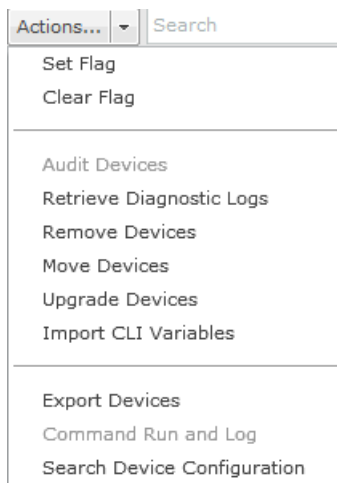 Actions... Search
Set Flag
Clear Flag
Audit Devices
Retrieve Diagnostic Logs
Remove Devices
Move Devices
Upgrade Devices
Import CLI Variables
Export Devices
Command Run and Log
Search Device Configuration